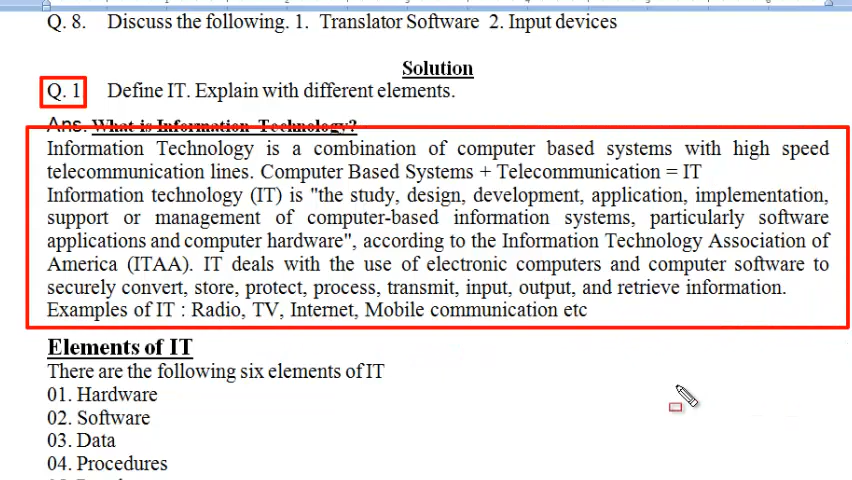 Q. 8. Discuss the following. 1. Translator Software 2. Input devices
Solution
Q. 1 Define IT. Explain with different elements.
Ans. What is Information Technology?
Information Technology is a combination of computer based systems with high speed
telecommunication lines. Computer Based Systems + Telecommunication = IT
Information technology (IT) is "the study, design, development, application, implementation,
support or management of computer-based information systems, particularly software
applications and computer hardware", according to the Information Technology Association of
America (ITAA). IT deals with the use of electronic computers and computer software to
securely convert, store, protect, process, transmit, input, output, and retrieve information.
Examples of IT : Radio, TV, Internet, Mobile communication etc
Elements of IT
There are the following six elements of IT
01. Hardware
02. Software
03. Data
04. Procedures